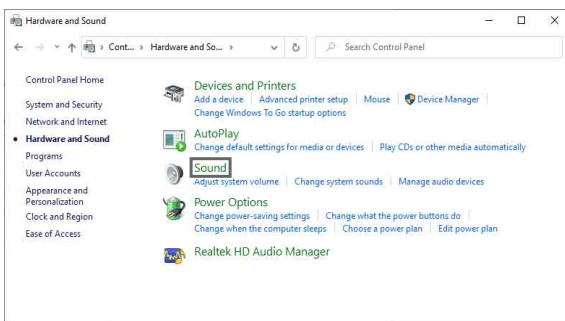 Hardware and Sound
Cont... > Hardware and So... >
Search Control Panel
Control Panel Home
System and Security
Network and Internet
Hardware and Sound
Programs
User Accounts
Appearance and
Personalization
Clock and Region
Ease of Access
Devices and Printers
Add a device | Advanced printer setup | Mouse | Device Manager
Change Windows To Go startup options
AutoPlay
Change default settings for media or devices | Play CDs or other media automatically
Sound
Adjust system volume | Change system sounds | Manage audio devices
Power Options
Change power-saving settings | Change what the power buttons do
Change when the computer sleeps | Choose a power plan | Edit power plan
Realtek HD Audio Manager